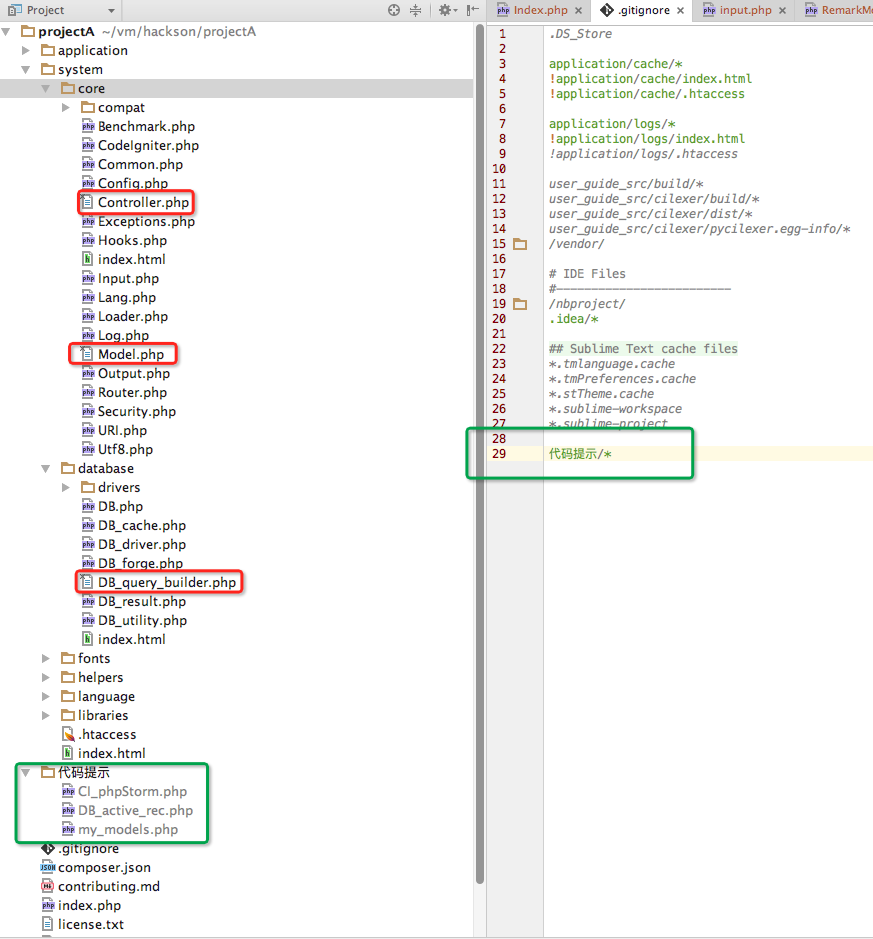 Project
projectA ~/vm/hackson/projectA
application
system
core
compat
Benchmark.php
CodeIgniter.php
Common.php
Config.php
Controller.php
Exceptions.php
Hooks.php
index.html
Input.php
Lang.php
Loader.php
Log.php
Model.php
Output.php
Router.php
Security.php
URI.php
Utf8.php
database
drivers
DB.php
DB_cache.php
DB_driver.php
DB_forge.php
DB_query_builder.php
DB_result.php
DB_utility.php
index.html
fonts
helpers
language
libraries
.htaccess
index.html
代码提示
CI_phpStorm.php
DB_active_rec.php
my_models.php
.gitignore
composer.json
contributing.md
index.php
license.txt
Index.php .gitignore input.php RemarkMo
1 .DS_Store
2
3 application/cache/*
4 !application/cache/index.html
5 !application/cache/.htaccess
6
7 application/logs/*
8 !application/logs/index.html
9 !application/logs/.htaccess
10
11 user_guide_src/build/*
12 user_guide_src/cilexer/build/*
13 user_guide_src/cilexer/dist/*
14 user_guide_src/cilexer/pycilexer.egg-info/*
15 /vendor/
16
17 # IDE Files
18 #-------------------------
19 /nbproject/
20 .idea/*
21
22 ## Sublime Text cache files
23 *.tmlanguage.cache
24 *.tmPreferences.cache
25 *.stTheme.cache
26 *.sublime-workspace
27 *.sublime-project
28
29 代码提示/*